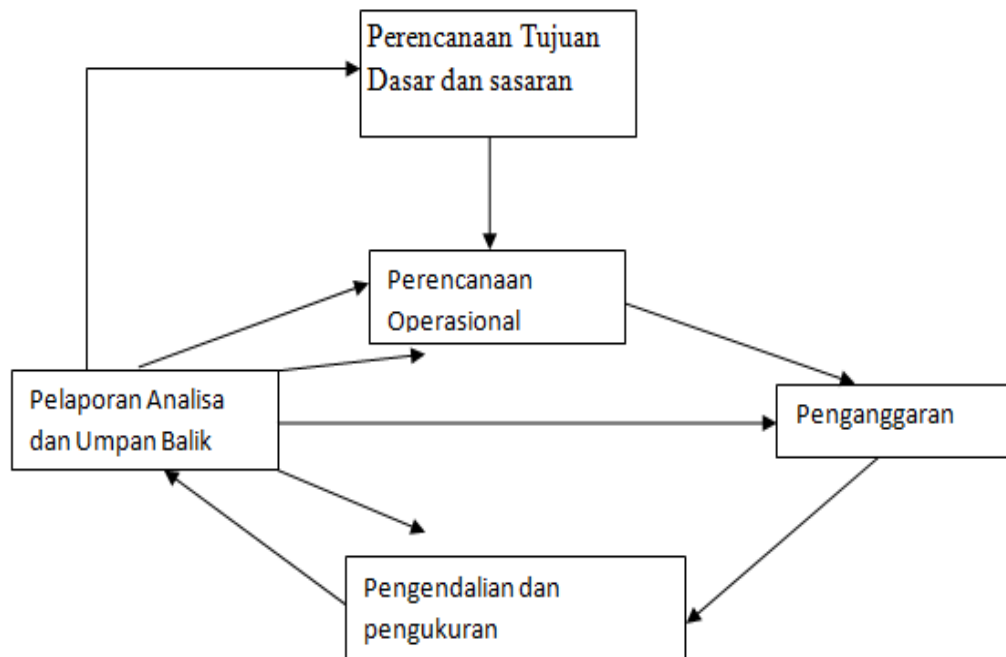 Perencanaan Tujuan
Dasar dan sasaran
Perencanaan
Operasional
Pelaporan Analisa
dan Umpan Balik
Penganggaran
Pengendalian dan
pengukuran